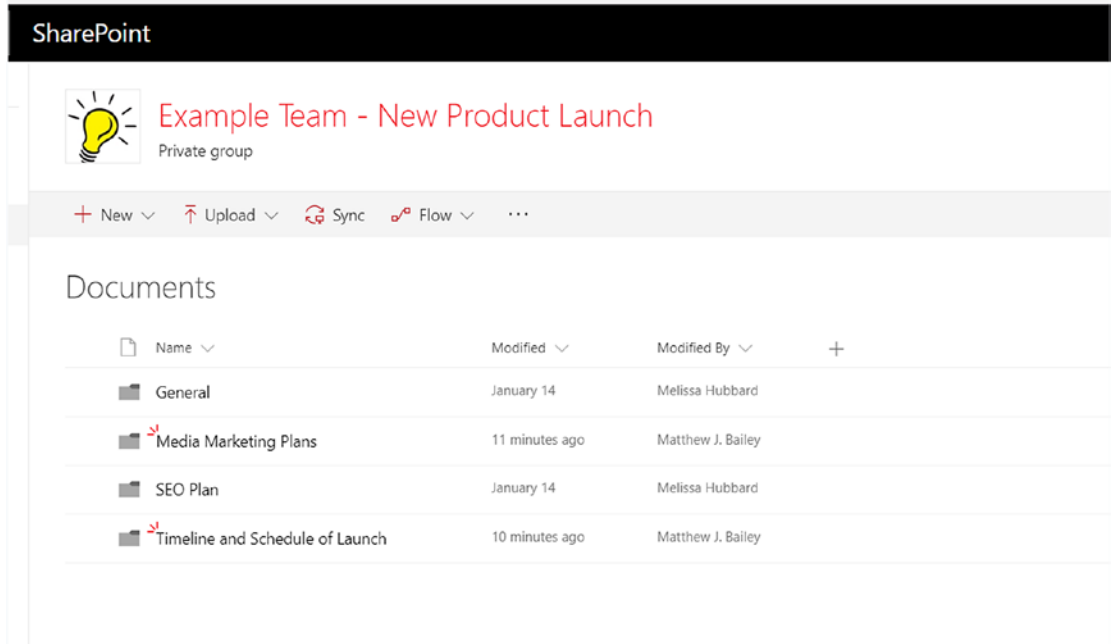 SharePoint
Example Team - New Product Launch
Private group
New Upload Sync Flow ...
Documents
Name Modified Modified By
General January 14 Melissa Hubbard
Media Marketing Plans 11 minutes ago Matthew J. Bailey
SEO Plan January 14 Melissa Hubbard
Timeline and Schedule of Launch 10 minutes ago Matthew J. Bailey